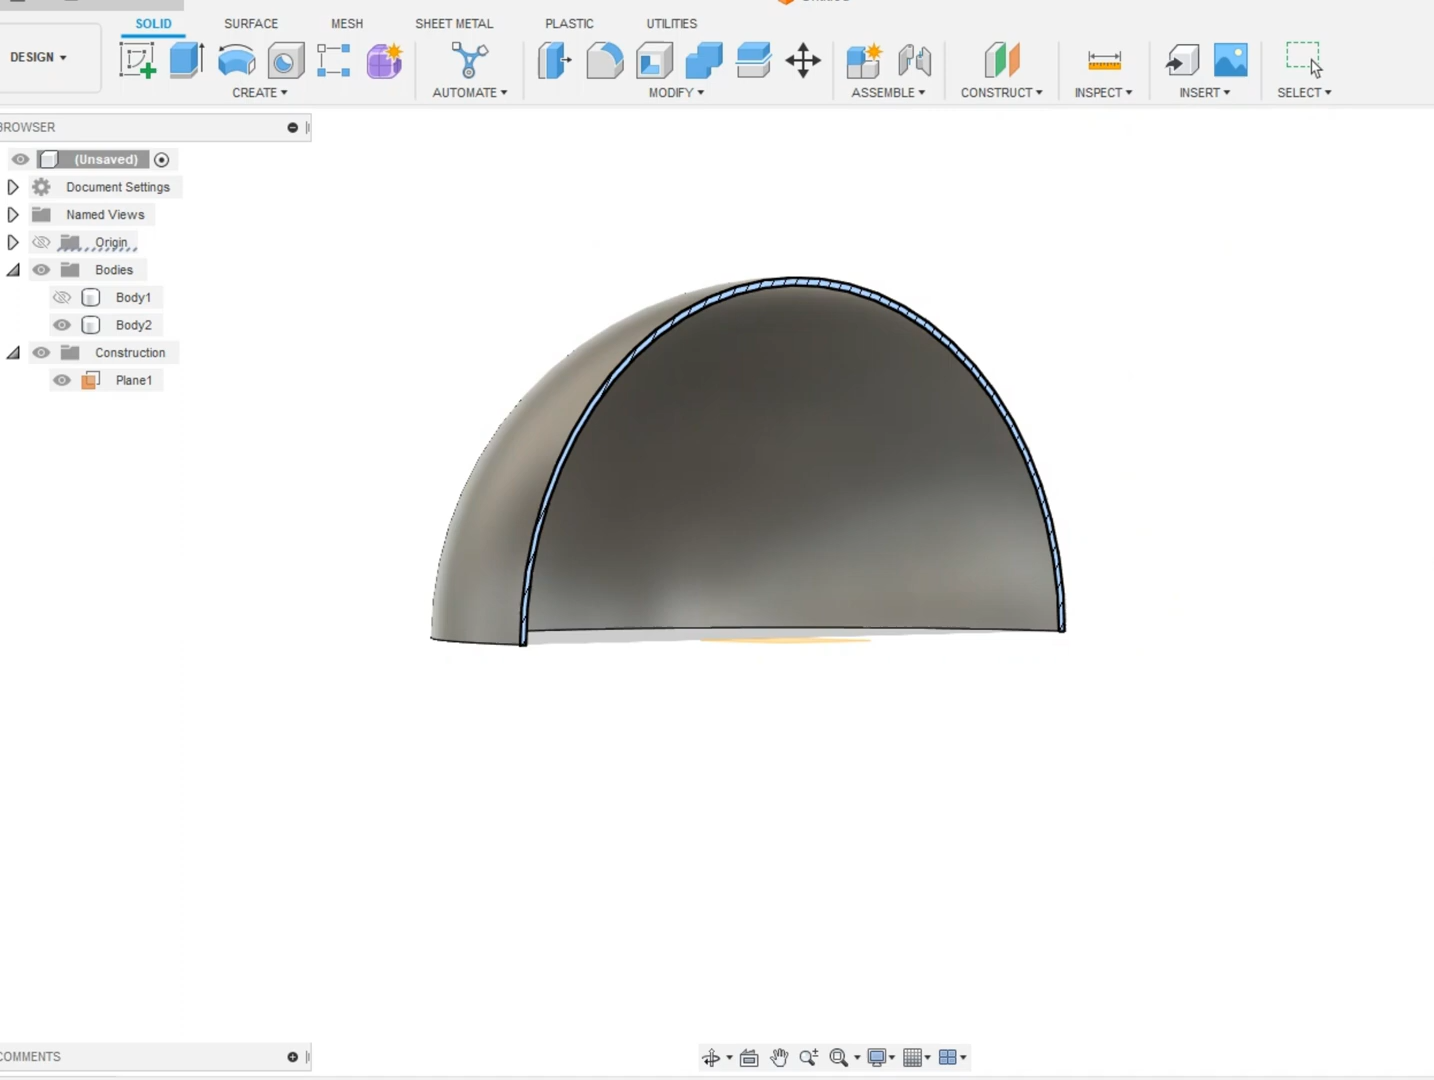 SOLID SURFACE MESH SHEET METAL PLASTIC UTILITIES
DESIGN
CREATE AUTOMATE MODIFY ASSEMBLE CONSTRUCT INSPECT INSERT SELECT
BROWSER
(Unsaved)
Document Settings
Named Views
Origin
Bodies
Body1
Body2
Construction
Plane1
COMMENTS